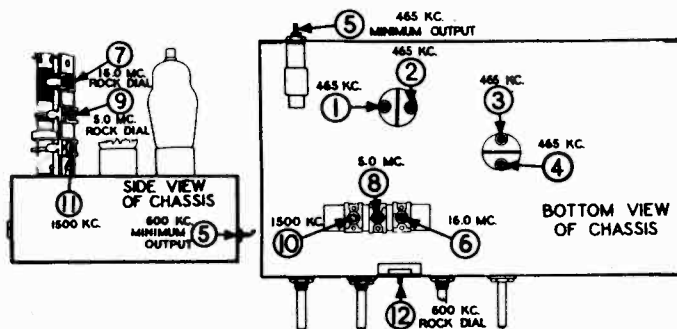 ⑦
16.0 MC.
ROCK DIAL
⑨
5.0 MC.
ROCK DIAL
SIDE VIEW
OF CHASSIS
⑪
1500 KC.
600 KC.
MINIMUM
OUTPUT
⑤
⑤
465 KC.
MINIMUM OUTPUT
465 KC.
②
465 KC.
①
465 KC.
③
465 KC.
④
5.0 MC.
⑧
1500 KC.
⑩
16.0 MC.
⑥
BOTTOM VIEW
OF CHASSIS
⑫
600 KC.
ROCK DIAL